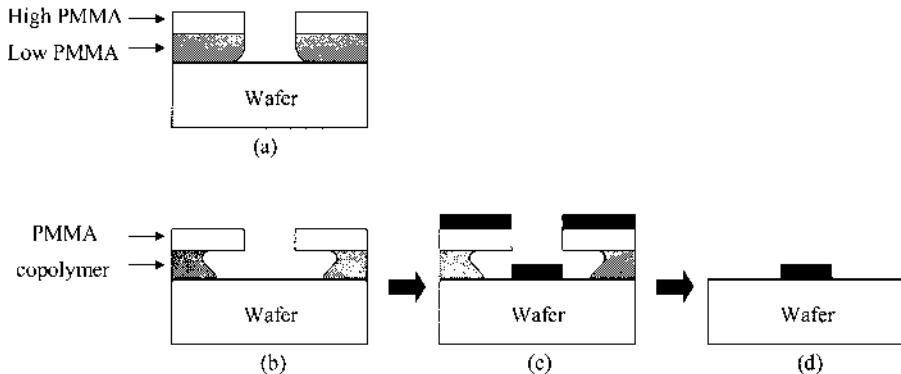 High PMMA
Low PMMA
Wafer
(a)
PMMA
copolymer
Wafer
Wafer
Wafer
(b)
(c)
(d)